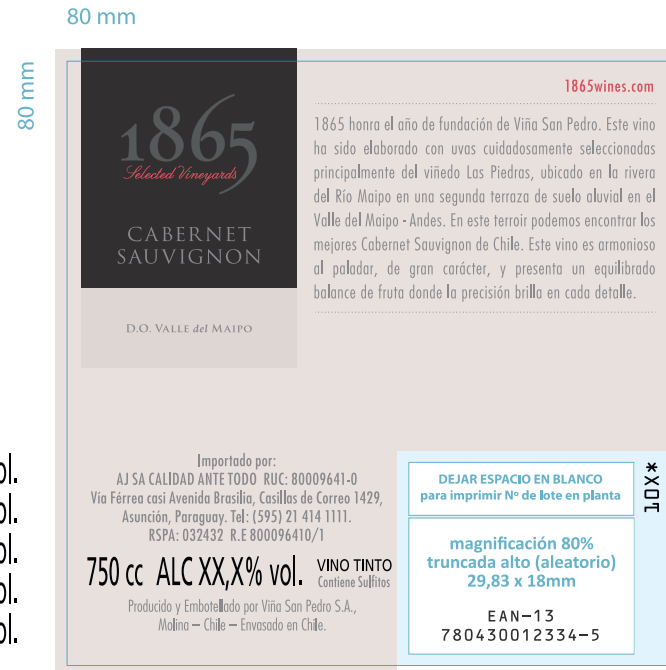 80 mm
80 mm
1865
Selected Vineyards
CABERNET
SAUVIGNON
D.O. VALLE del MAIPO
1865wines.com
1865 honra el año de fundación de Viña San Pedro. Este vino
ha sido elaborado con uvas cuidadosamente seleccionadas
principalmente del viñedo Las Piedras, ubicado en la rivera
del Río Maipo en una segunda terraza de suelo aluvial en el
Valle del Maipo - Andes. En este terroir podemos encontrar los
mejores Cabernet Sauvignon de Chile. Este vino es armonioso
al paladar, de gran carácter, y presenta un equilibrado
balance de fruta donde la precisión brilla en cada detalle.
Importado por:
AJ SA CALIDAD ANTE TODO RUC: 80009641-0
Vía Férrea casi Avenida Brasilia, Casillas de Correo 1429,
Asunción, Paraguay. Tel: (595) 21 414 1111.
RSPA: 032432 R.E 800096410/1
750 cc ALC XX,X% vol.
VINO TINTO
Contiene Sulfitos
Producido y Embotellado por Viña San Pedro S.A.,
Molina – Chile – Envasado en Chile.
DEJAR ESPACIO EN BLANCO
para imprimir Nº de lote en planta
magnificación 80%
truncada alto (aleatorio)
29,83 x 18mm
EAN-13
780430012334-5
ol.
ol.
ol.
ol.
ol.